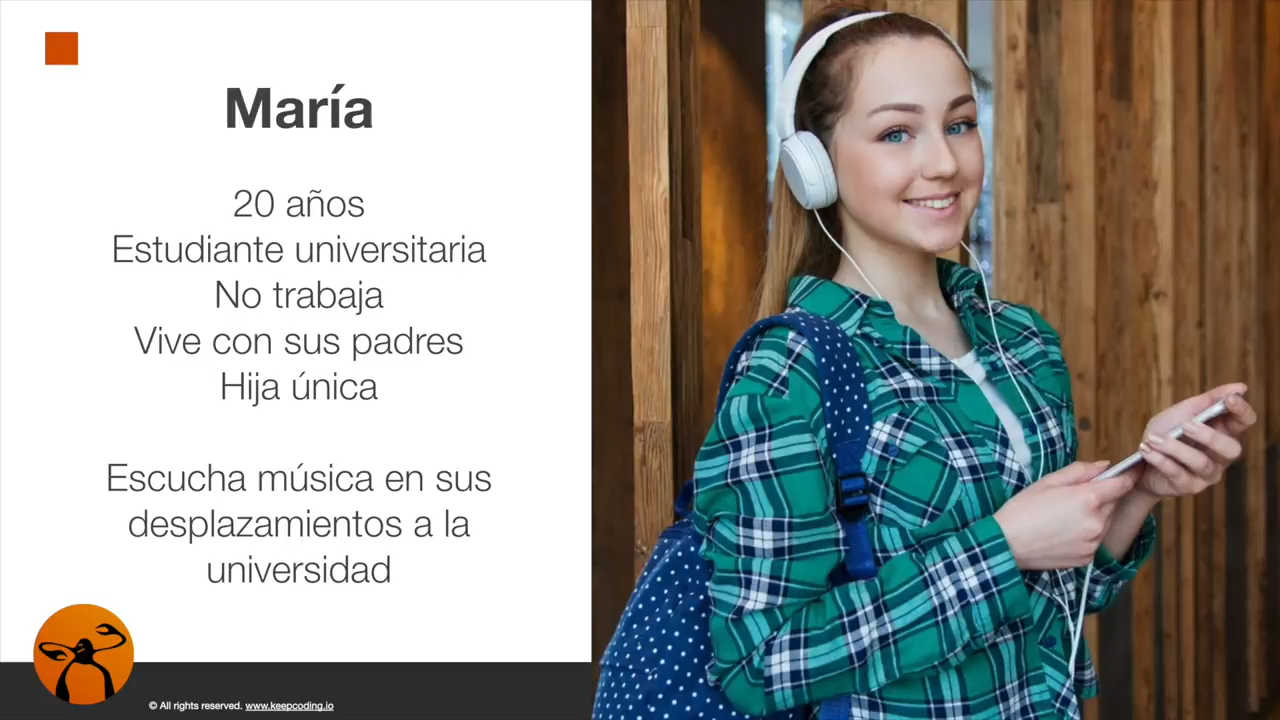 María
20 años
Estudiante universitaria
No trabaja
Vive con sus padres
Hija única
Escucha música en sus
desplazamientos a la
universidad
© All rights reserved. www.keepcoding.io